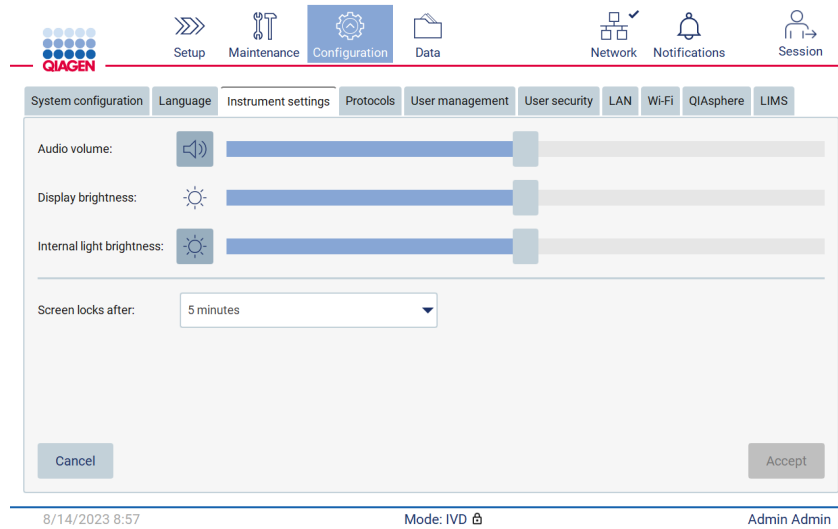 QIAGEN
Setup Maintenance Configuration Data Network Notifications Session
System configuration Language Instrument settings Protocols User management User security LAN Wi-Fi QIAsphere LIMS
Audio volume:
Display brightness:
Internal light brightness:
Screen locks after: 5 minutes
Cancel Accept
8/14/2023 8:57 Mode: IVD Admin Admin